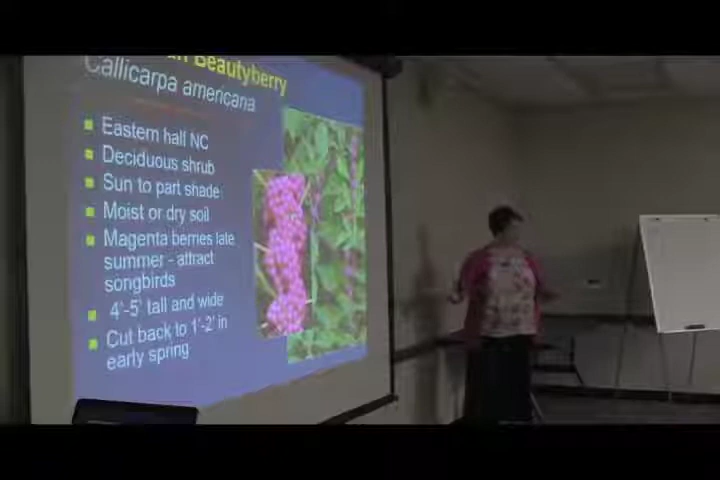 Beautyberry
Callicarpa americana
Eastern half NC
Deciduous shrub
Sun to part shade
Moist or dry soil
Magenta berries late
summer - attract
songbirds
4'-5' tall and wide
Cut back to 1'-2' in
early spring